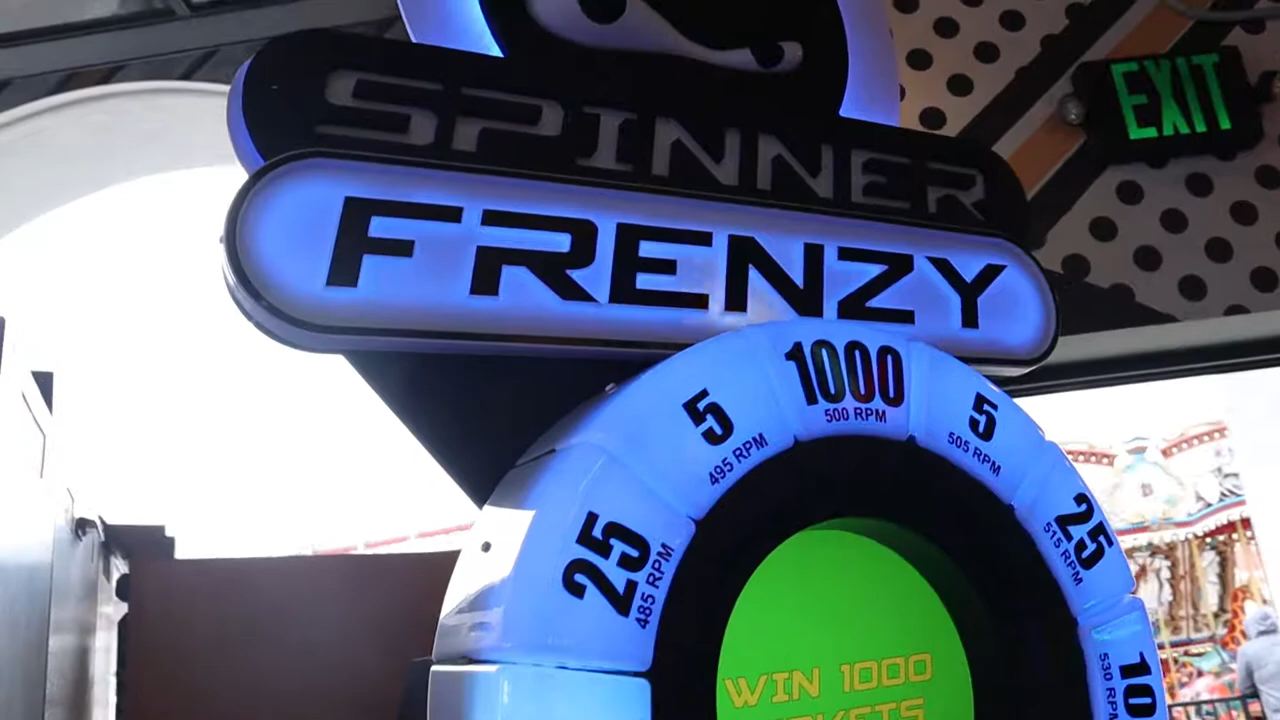 SPINNER
EXIT
FRENZY
1000
500 RPM
5
495 RPM
5
505 RPM
25
485 RPM
25
515 RPM
10
530 RPM
WIN 1000